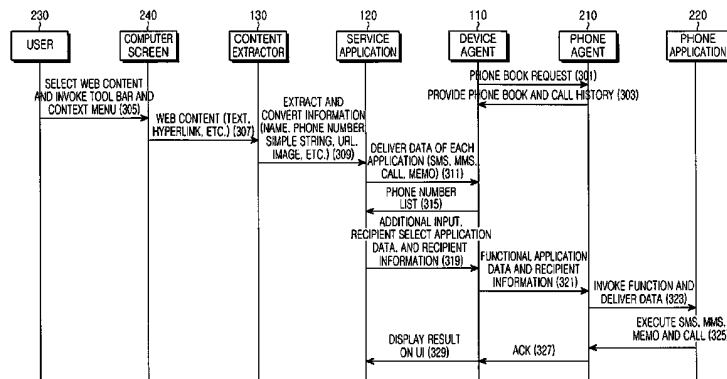 230
240
130
120
110
210
220
USER
COMPUTER
SCREEN
CONTENT
EXTRACTOR
SERVICE
APPLICATION
DEVICE
AGENT
PHONE
AGENT
PHONE
APPLICATION
PHONE BOOK REQUEST (301)
PROVIDE PHONE BOOK AND CALL HISTORY (303)
SELECT WEB CONTENT
AND INVOKE TOOL BAR AND
CONTEXT MENU (305)
WEB CONTENT (TEXT,
HYPERLINK, ETC.) (307)
EXTRACT AND
CONVERT INFORMATION
(NAME, PHONE NUMBER,
SIMPLE STRING, URL,
IMAGE, ETC.) (309)
DELIVER DATA OF EACH
APPLICATION (SMS, MMS,
CALL, MEMO) (311)
PHONE NUMBER
LIST (315)
ADDITIONAL INPUT,
RECIPIENT SELECT APPLICATION
DATA, AND RECIPIENT
INFORMATION (319)
FUNCTIONAL APPLICATION
DATA AND RECIPIENT
INFORMATION (321)
INVOKE FUNCTION AND
DELIVER DATA (323)
EXECUTE SMS, MMS,
MEMO AND CALL (325)
ACK (327)
DISPLAY RESULT
ON UI (329)